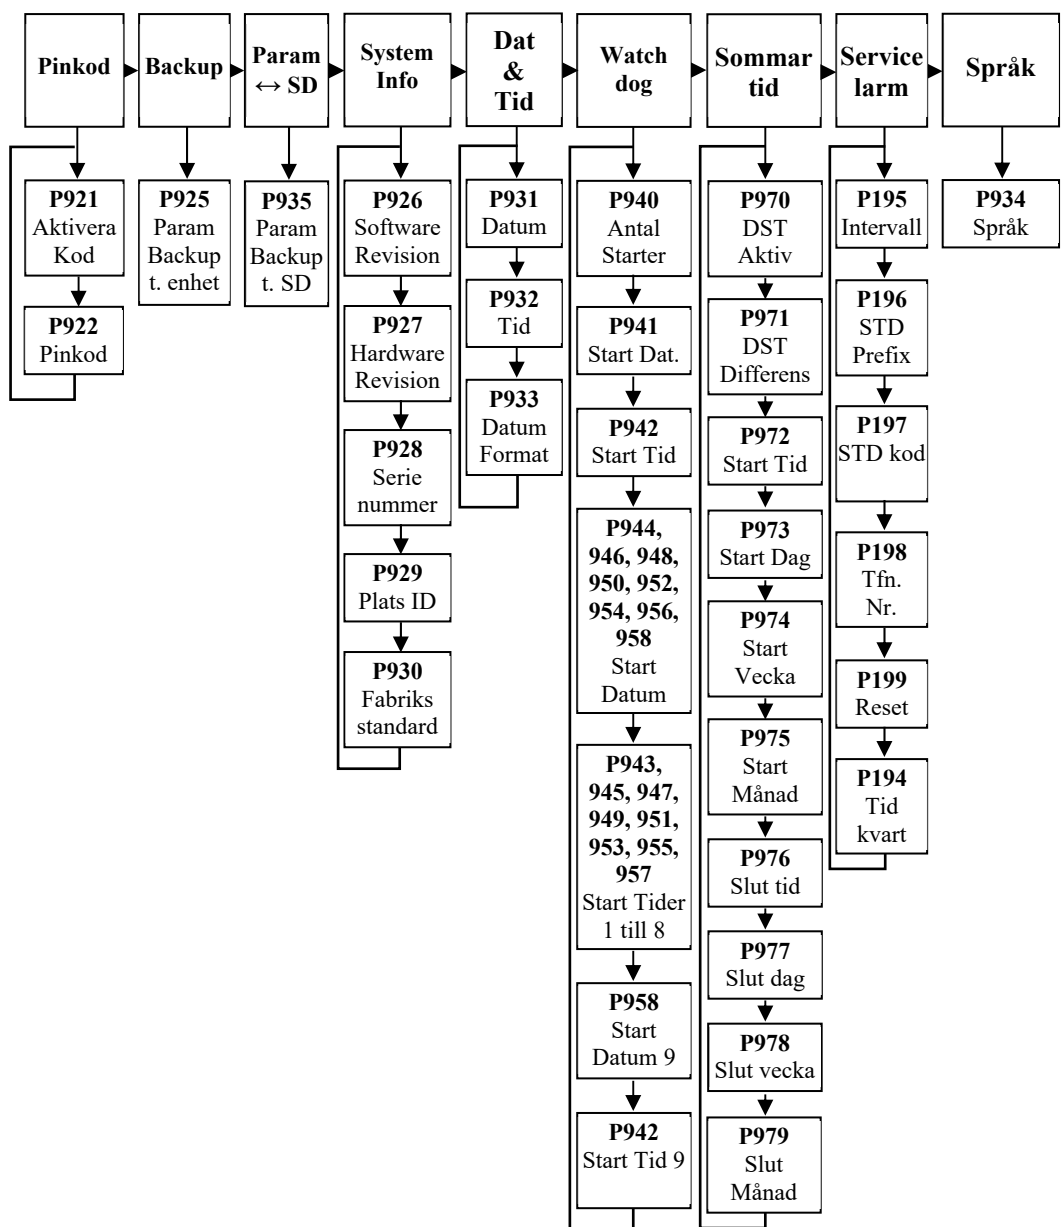 Pinkod
Backup
Param
↔ SD
System
Info
Dat
&
Tid
Watch
dog
Sommar
tid
Service
larm
Språk
P921
Aktivera
Kod
P922
Pinkod
P925
Param
Backup
t. enhet
P935
Param
Backup
t. SD
P926
Software
Revision
P927
Hardware
Revision
P928
Serie
nummer
P929
Plats ID
P930
Fabriks
standard
P931
Datum
P932
Tid
P933
Datum
Format
P940
Antal
Starter
P941
Start Dat.
P942
Start Tid
P944,
946, 948,
950, 952,
954, 956,
958
Start
Datum
P943,
945, 947,
949, 951,
953, 955,
957
Start Tider
1 till 8
P958
Start
Datum 9
P942
Start Tid 9
P970
DST
Aktiv
P971
DST
Differens
P972
Start Tid
P973
Start Dag
P974
Start
Vecka
P975
Start
Månad
P976
Slut tid
P977
Slut dag
P978
Slut vecka
P979
Slut
Månad
P195
Intervall
P196
STD
Prefix
P197
STD kod
P198
Tfn.
Nr.
P199
Reset
P194
Tid
kvart
P934
Språk